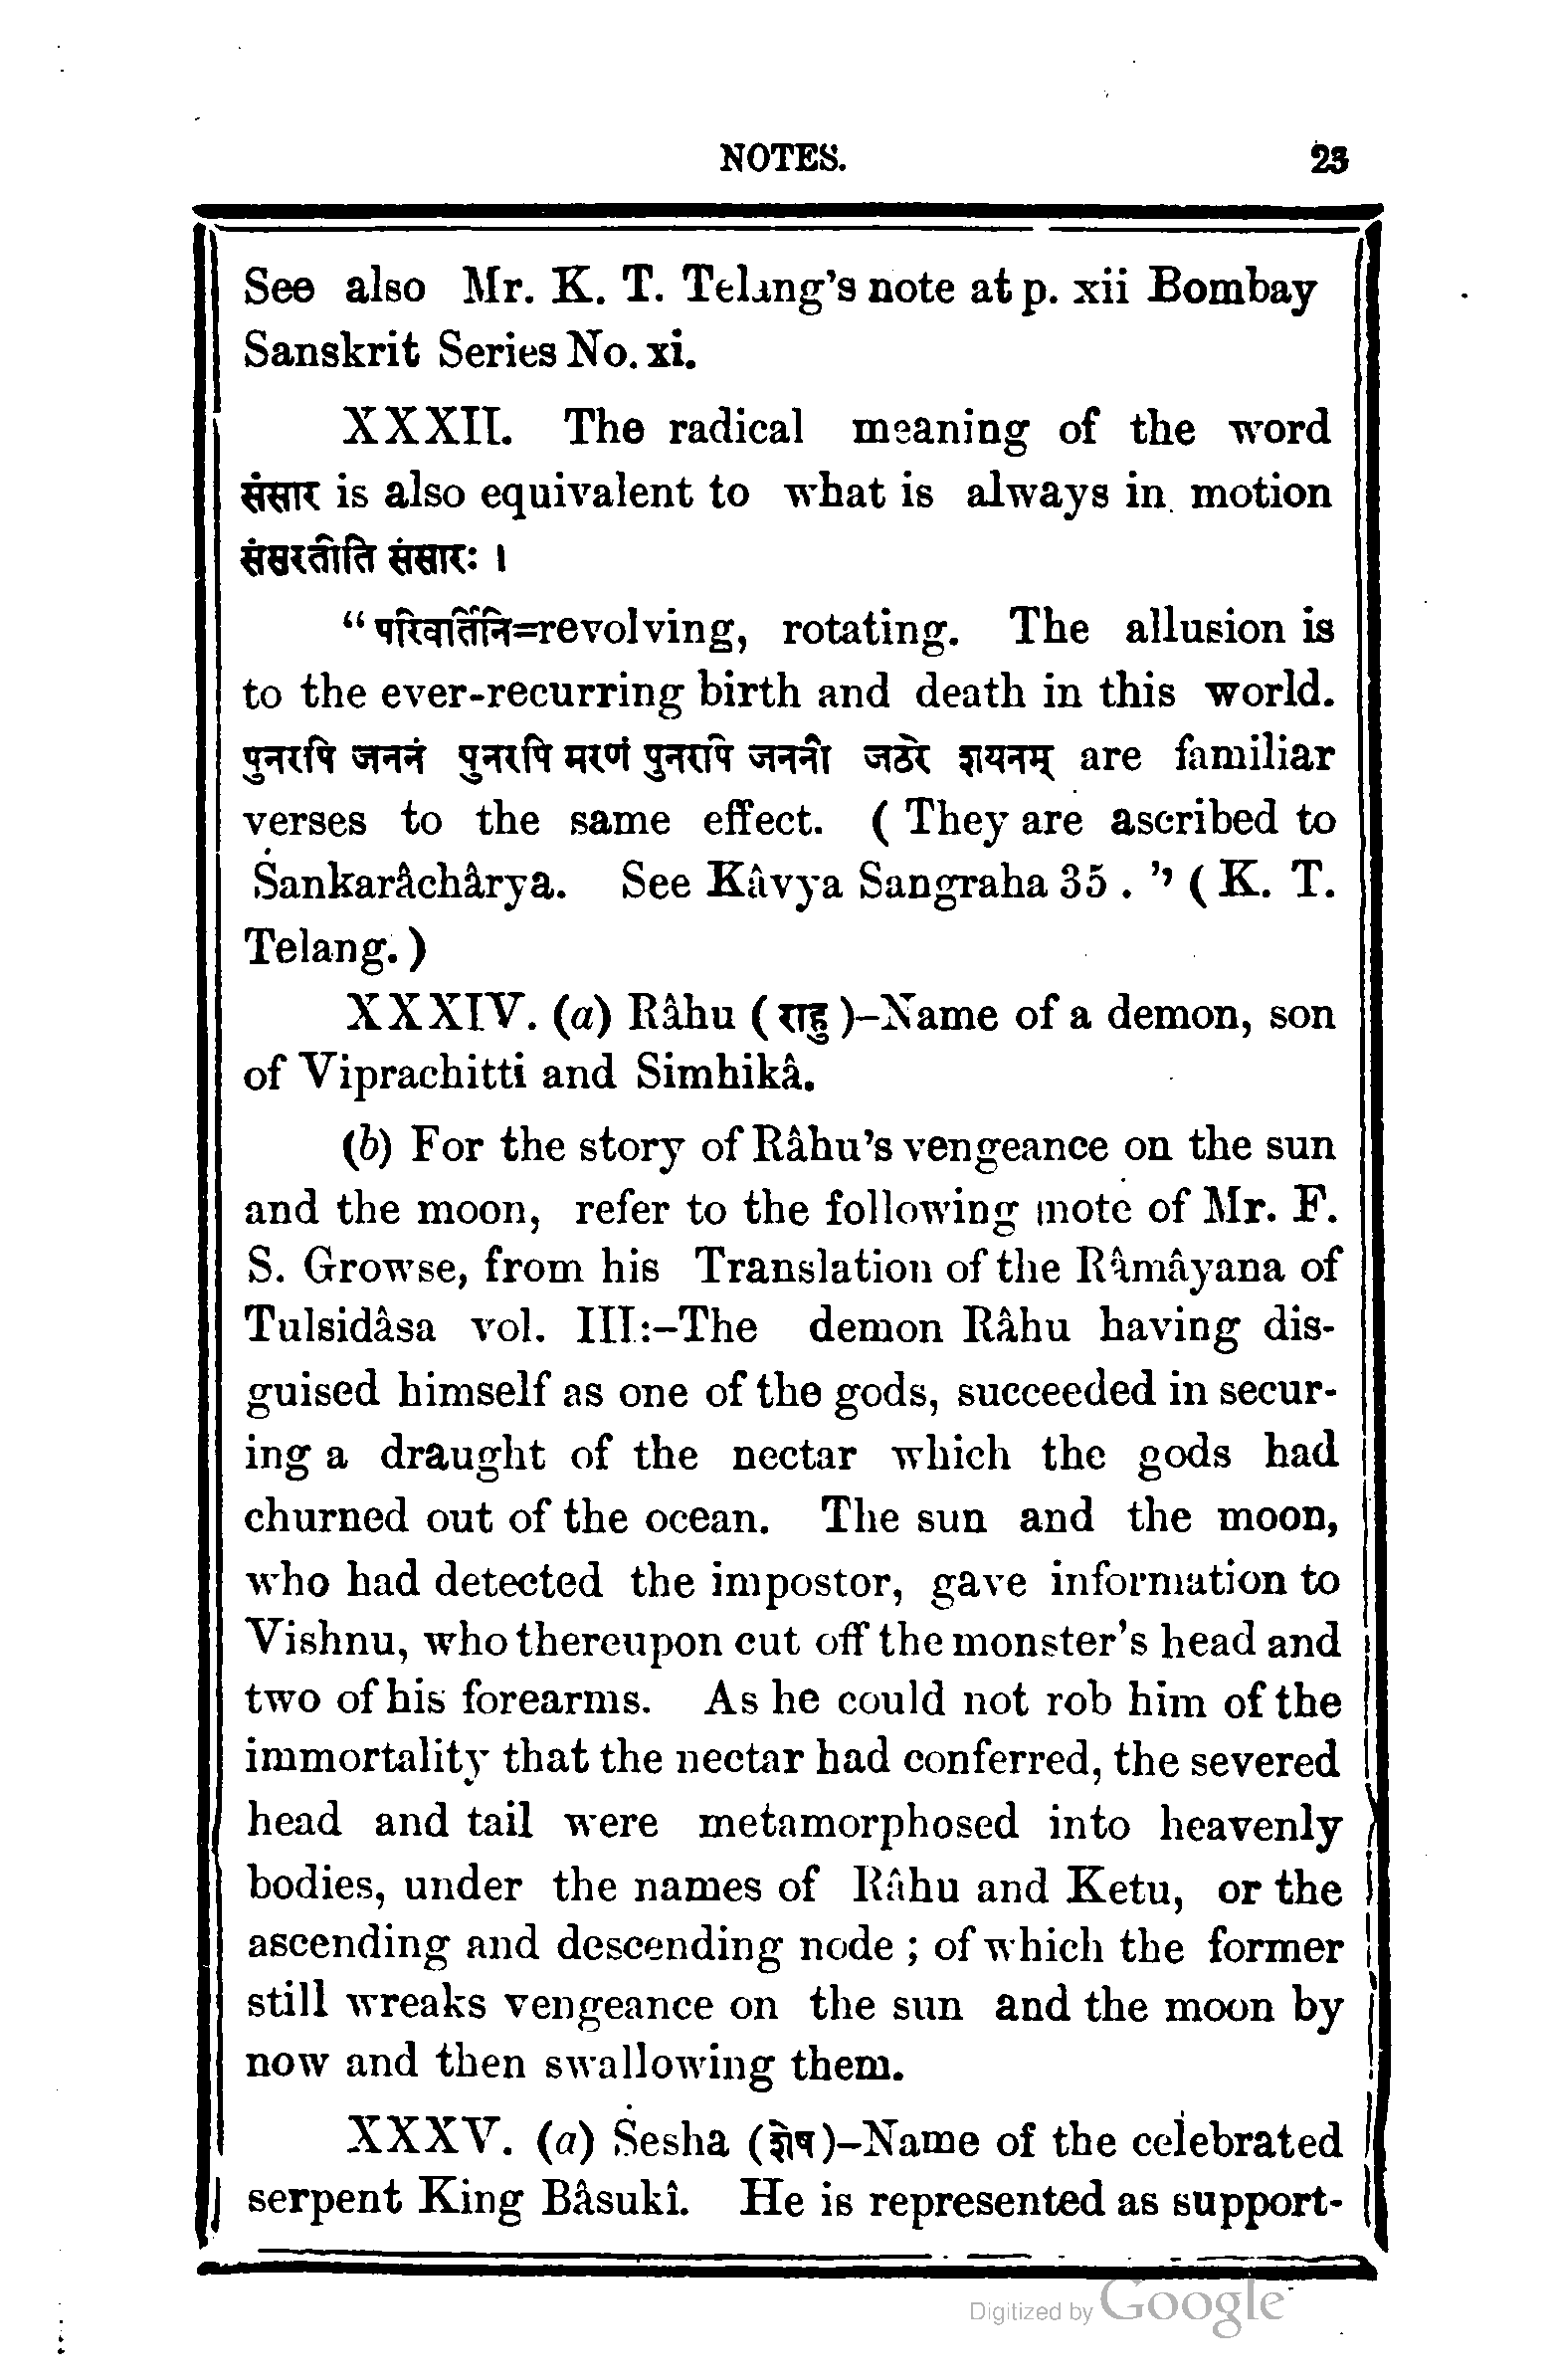 NOTES. 23
See also Mr. K. T. Telang's note at p. xii Bombay
Sanskrit Series No. xi.
XXXII. The radical meaning of the word
संसार is also equivalent to what is always in motion
संसरतीति संसारः ।
“ परिवर्तिनि=revolving, rotating. The allusion is
to the ever-recurring birth and death in this world.
पुनरपि जननं पुनरपि मरणं पुनरपि जननी जठरे शयनम् are familiar
verses to the same effect. ( They are ascribed to
Śankarâchârya. See Kâvya Sangraha 35 . ” ( K. T.
Telang. )
XXXIV. (a) Râhu ( राहु )-Name of a demon, son
of Viprachitti and Simhikâ.
(b) For the story of Râhu's vengeance on the sun
and the moon, refer to the following note of Mr. F.
S. Growse, from his Translation of the Râmâyana of
Tulsidâsa vol. III:-The demon Râhu having dis-
guised himself as one of the gods, succeeded in secur-
ing a draught of the nectar which the gods had
churned out of the ocean. The sun and the moon,
who had detected the impostor, gave information to
Vishnu, who thereupon cut off the monster's head and
two of his forearms. As he could not rob him of the
immortality that the nectar had conferred, the severed
head and tail were metamorphosed into heavenly
bodies, under the names of Râhu and Ketu, or the
ascending and descending node ; of which the former
still wreaks vengeance on the sun and the moon by
now and then swallowing them.
XXXV. (a) Śesha (शेष)-Name of the celebrated
serpent King Bâsukî. He is represented as support-
Digitized by Google